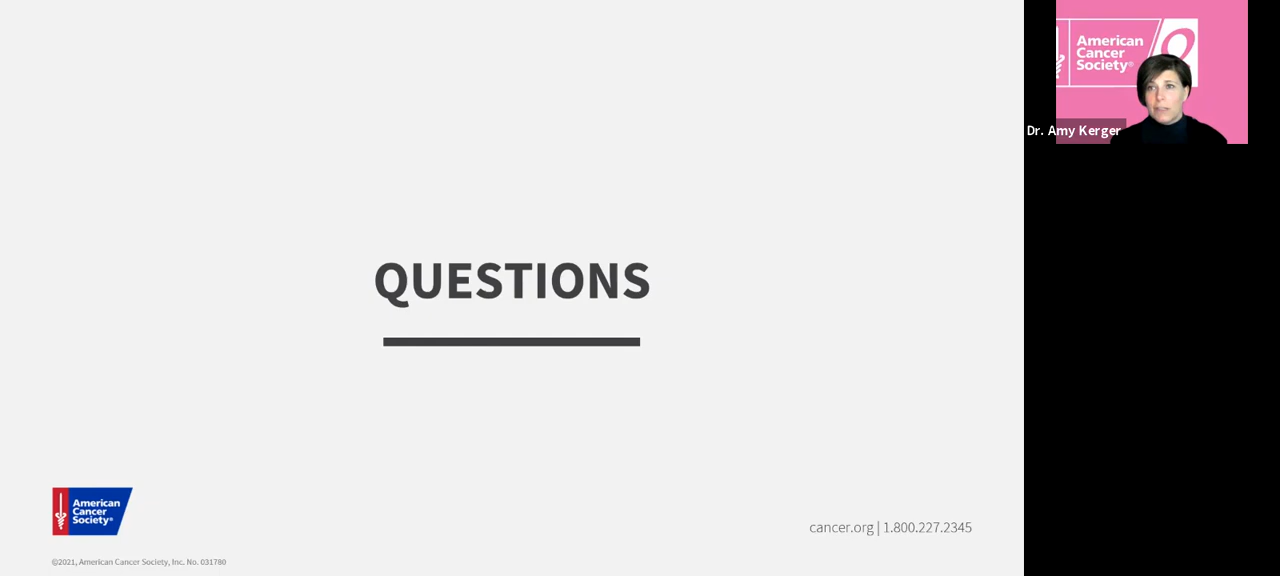 American
Cancer
Society®
Dr. Amy Kerger
QUESTIONS
American
Cancer
Society®
cancer.org | 1.800.227.2345
©2021, American Cancer Society, Inc. No. 031780